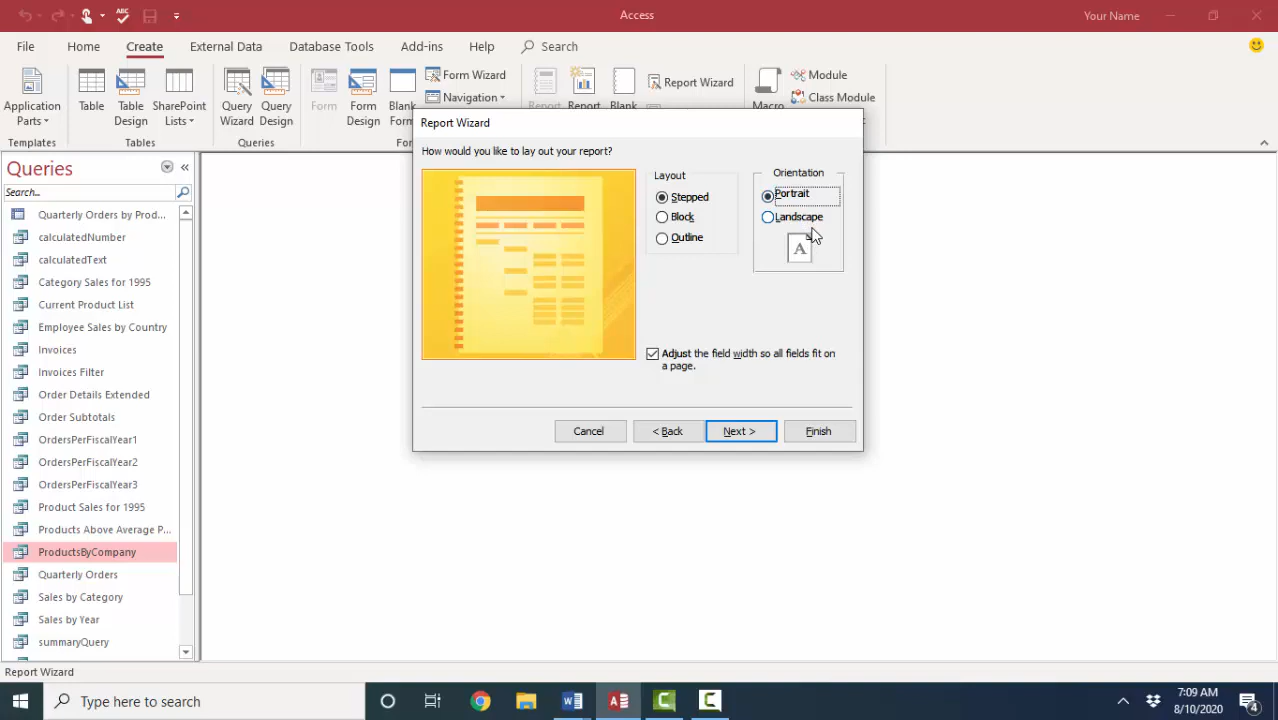 Access
Your Name
File
Home
Create
External Data
Database Tools
Add-ins
Help
Search
Application
Parts
Table
Table
Design
SharePoint
Lists
Query
Wizard
Query
Design
Form
Form
Design
Blank
Form Wizard
Navigation
Report
Report
Blank
Report Wizard
Macro
Module
Class Module
Templates
Tables
Queries
Report Wizard
How would you like to lay out your report?
Layout
Stepped
Block
Outline
Orientation
Portrait
Landscape
A
Adjust the field width so all fields fit on
a page.
Cancel
< Back
Next >
Finish
Queries
Search...
Quarterly Orders by Prod...
calculatedNumber
calculatedText
Category Sales for 1995
Current Product List
Employee Sales by Country
Invoices
Invoices Filter
Order Details Extended
Order Subtotals
OrdersPerFiscalYear1
OrdersPerFiscalYear2
OrdersPerFiscalYear3
Product Sales for 1995
Products Above Average P...
ProductsByCompany
Quarterly Orders
Sales by Category
Sales by Year
summaryQuery
Report Wizard
Type here to search
7:09 AM
8/10/2020
4